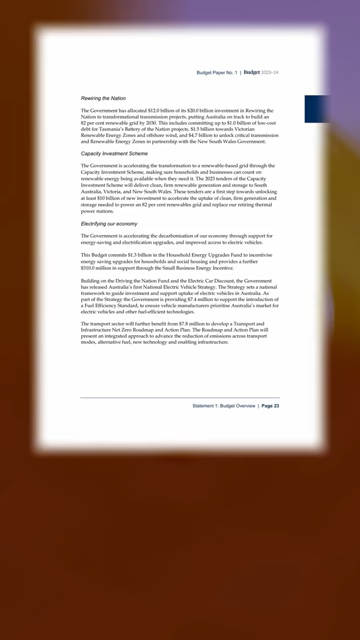 Budget Paper No. 1 | Budget 2023–24
Rewiring the Nation
The Government has allocated $12.0 billion of its $20.0 billion investment in Rewiring the
Nation to transformational transmission projects, putting Australia on track to build an
82 per cent renewable grid by 2030. This includes committing up to $1.0 billion of low-cost
debt for Tasmania's Battery of the Nation projects, $1.5 billion towards Victorian
Renewable Energy Zones and offshore wind, and $4.7 billion to unlock critical transmission
and Renewable Energy Zones in partnership with the New South Wales Government.
Capacity Investment Scheme
The Government is accelerating the transformation to a renewable-based grid through the
Capacity Investment Scheme, making sure households and businesses can count on
renewable energy being available when they need it. The 2023 tenders of the Capacity
Investment Scheme will deliver clean, firm renewable generation and storage to South
Australia, Victoria, and New South Wales. These tenders are a first step towards unlocking
at least $10 billion of new investment to accelerate the uptake of clean, firm generation and
storage needed to power an 82 per cent renewables grid and replace our retiring thermal
power stations.
Electrifying our economy
The Government is accelerating the decarbonisation of our economy through support for
energy-saving and electrification upgrades, and improved access to electric vehicles.
This Budget commits $1.3 billion in the Household Energy Upgrades Fund to incentivise
energy saving upgrades for households and social housing and provides a further
$310.0 million in support through the Small Business Energy Incentive.
Building on the Driving the Nation Fund and the Electric Car Discount, the Government
has released Australia's first National Electric Vehicle Strategy. The Strategy sets a national
framework to guide investment and support uptake of electric vehicles in Australia. As
part of the Strategy the Government is providing $7.4 million to support the introduction of
a Fuel Efficiency Standard, to ensure vehicle manufacturers prioritise Australia's market for
electric vehicles and other fuel-efficient technologies.
The transport sector will further benefit from $7.8 million to develop a Transport and
Infrastructure Net Zero Roadmap and Action Plan. The Roadmap and Action Plan will
present an integrated approach to advance the reduction of emissions across transport
modes, alternative fuel, new technology and enabling infrastructure.
Statement 1: Budget Overview | Page 23